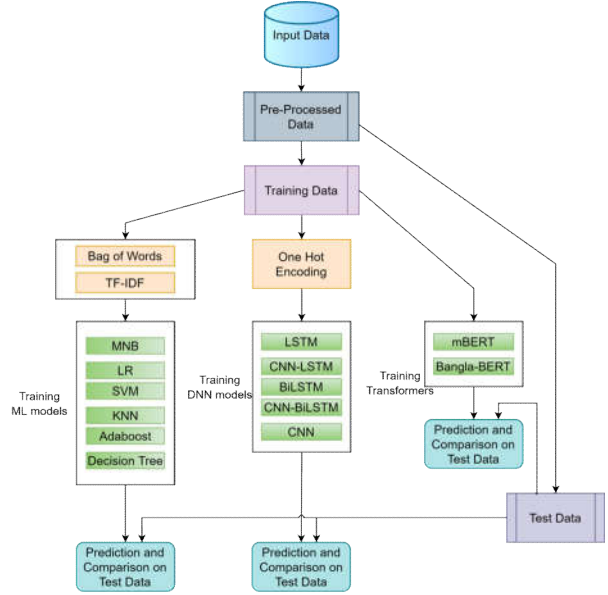 Input Data
Pre-Processed
Data
Training Data
Bag of Words
TF-IDF
One Hot
Encoding
Training
ML models
MNB
LR
SVM
KNN
Adaboost
Decision Tree
Training
DNN models
LSTM
CNN-LSTM
BiLSTM
CNN-BiLSTM
CNN
Training
Transformers
mBERT
Bangla-BERT
Prediction and
Comparison on
Test Data
Test Data
Prediction and
Comparison on
Test Data
Prediction and
Comparison on
Test Data